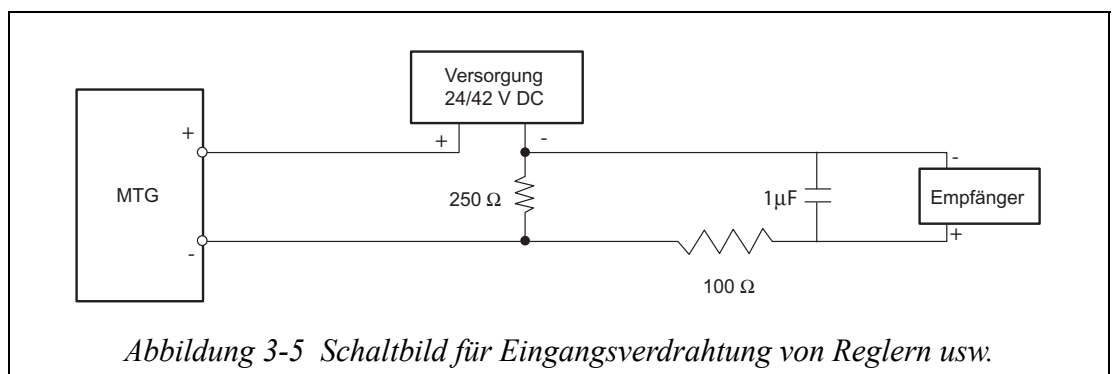 Versorgung
24/42 V DC
+
-
+
-
MTG
250 Ω
1μF
Empfänger
-
+
100 Ω
Abbildung 3-5 Schaltbild für Eingangsverdrahtung von Reglern usw.